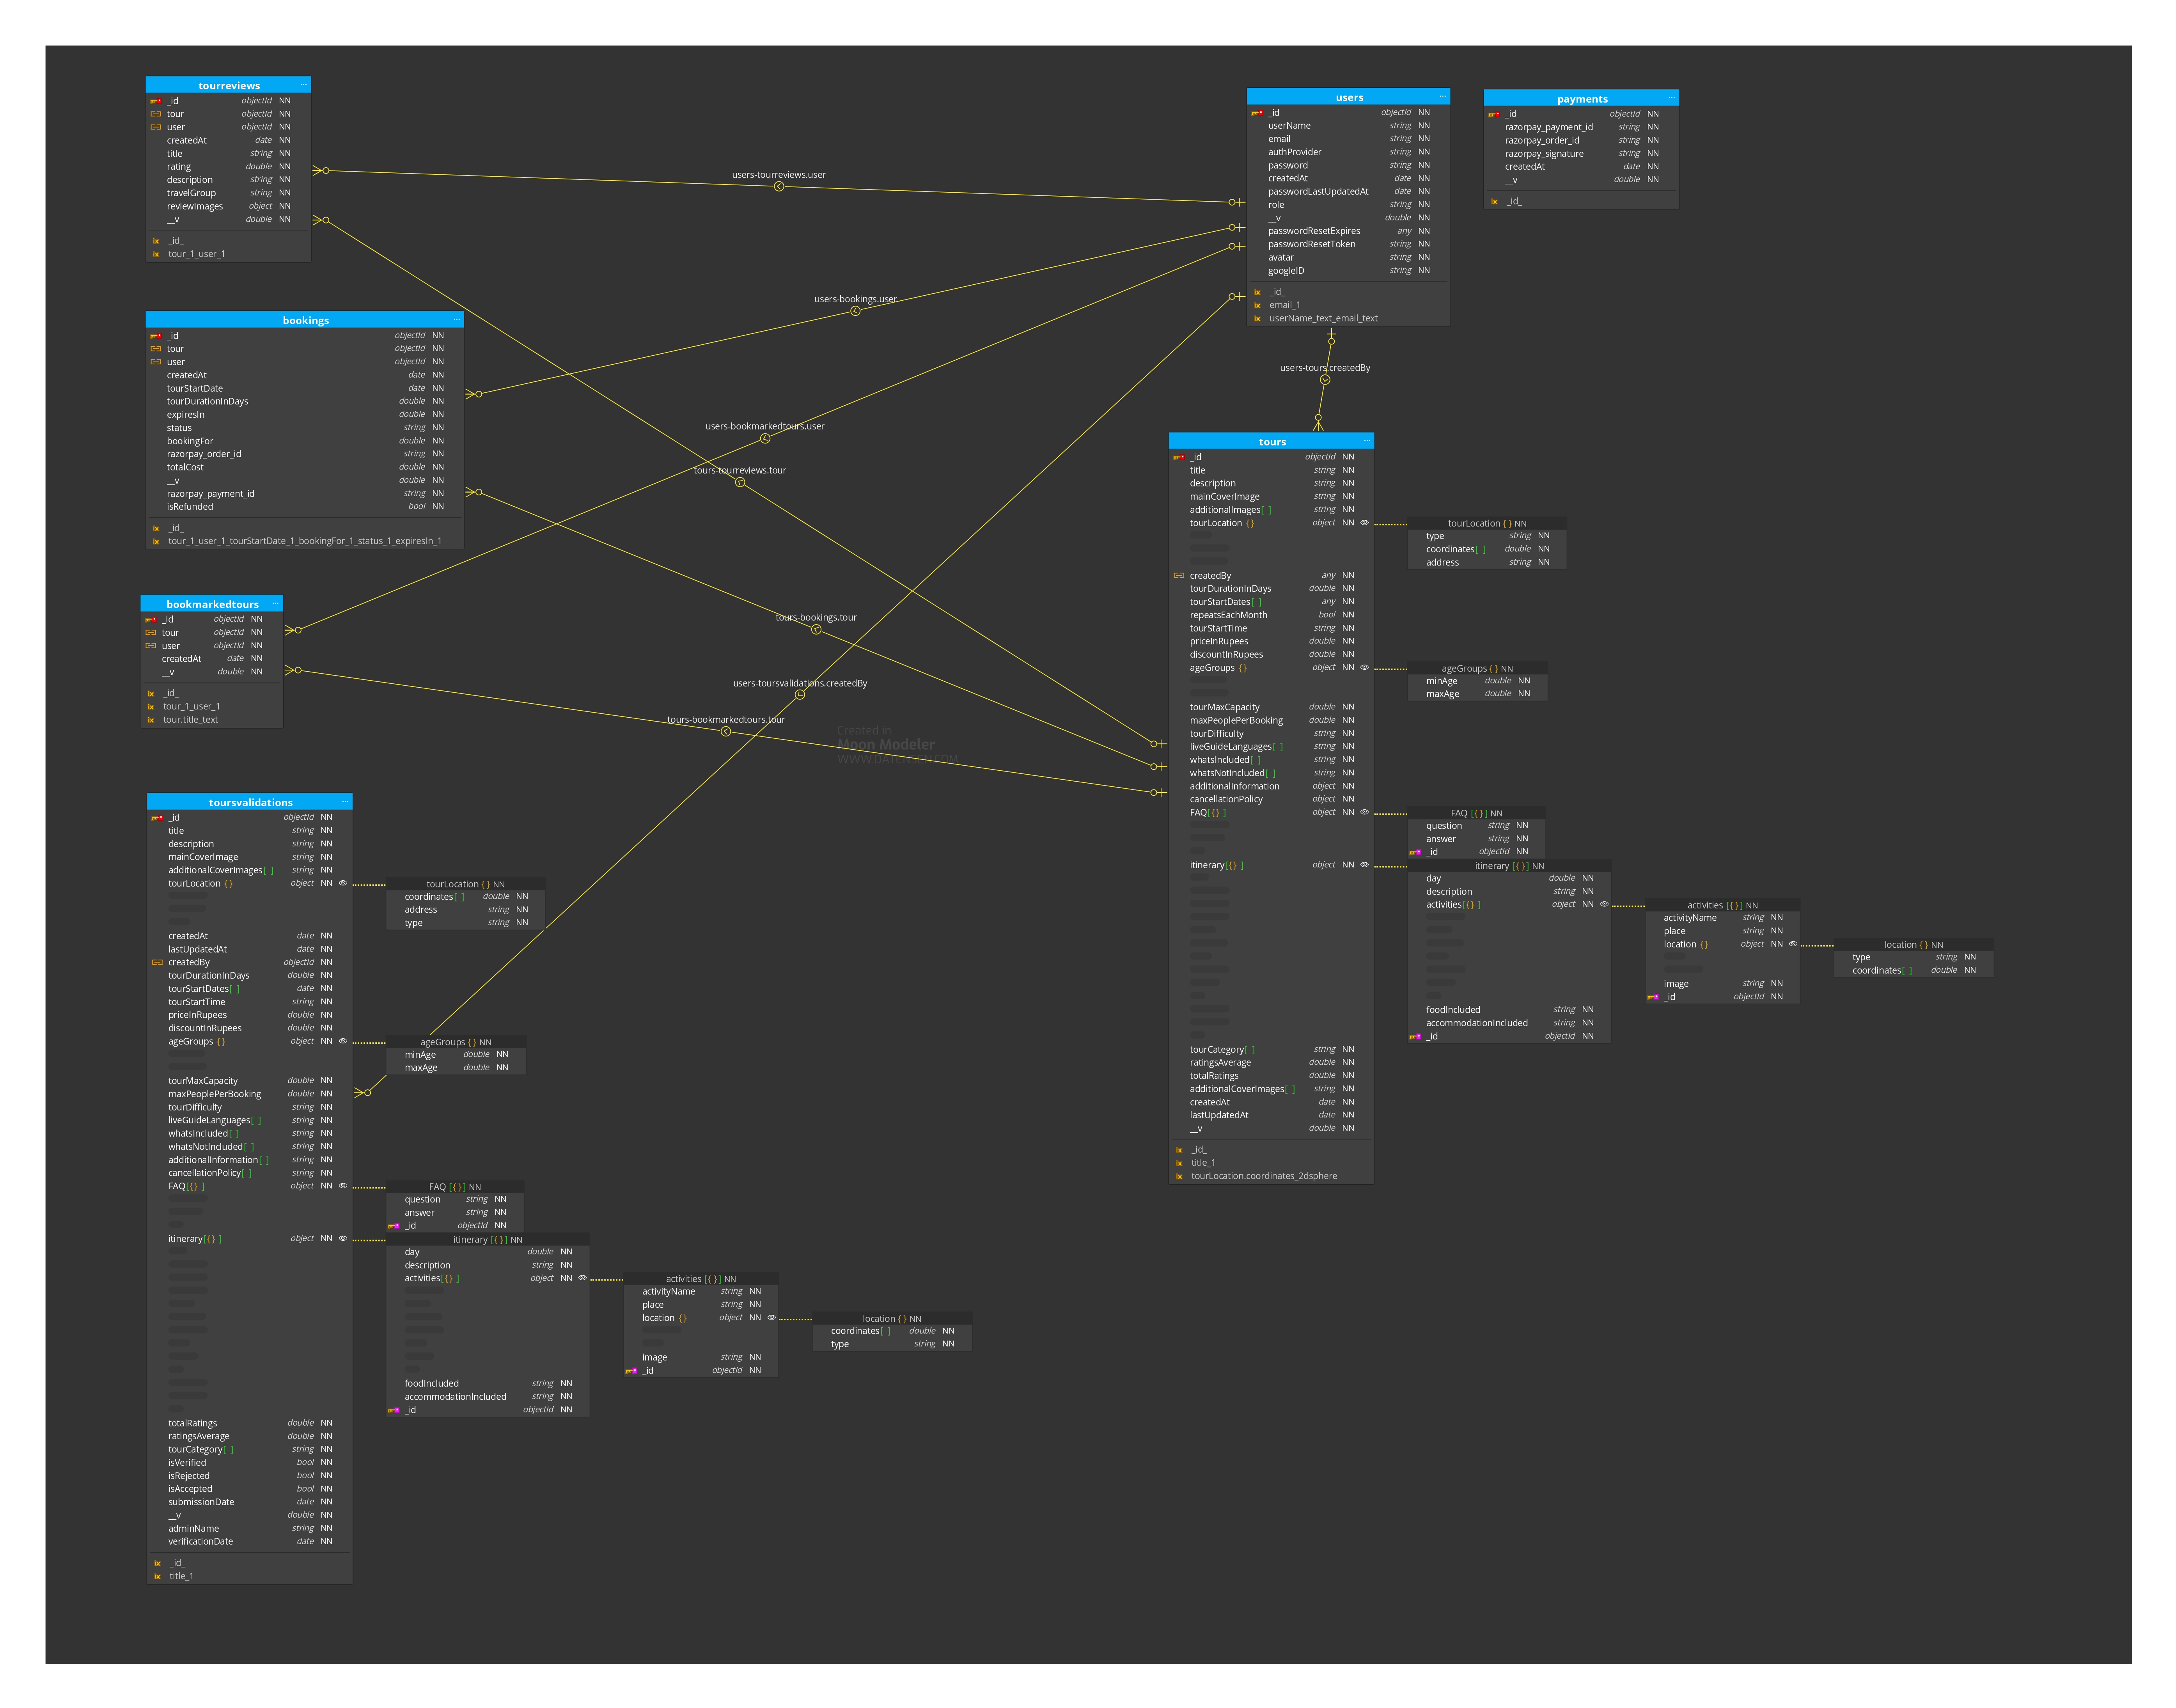 tourreviews ...
_id objectId NN
tour objectId NN
user objectId NN
createdAt date NN
title string NN
rating double NN
description string NN
travelGroup string NN
reviewImages object NN
__v double NN
ix _id_
ix tour_1_user_1
users ...
_id objectId NN
userName string NN
email string NN
authProvider string NN
password string NN
createdAt date NN
passwordLastUpdatedAt date NN
role string NN
__v double NN
passwordResetExpires any NN
passwordResetToken string NN
avatar string NN
googleID string NN
ix _id_
ix email_1
ix userName_text_email_text
payments ...
_id objectId NN
razorpay_payment_id string NN
razorpay_order_id string NN
razorpay_signature string NN
createdAt date NN
__v double NN
ix _id_
users-tourreviews.user
users-bookings.user
users-tours.createdBy
users-bookmarkedtours.user
tours-tourreviews.tour
tours-bookings.tour
users-toursvalidations.createdBy
tours-bookmarkedtours.tour
Created in
Moon Modeler
WWW.DATENSEN.COM
bookings ...
_id objectId NN
tour objectId NN
user objectId NN
createdAt date NN
tourStartDate date NN
tourDurationInDays double NN
expiresIn double NN
status string NN
bookingFor double NN
razorpay_order_id string NN
totalCost double NN
__v double NN
razorpay_payment_id string NN
isRefunded bool NN
ix _id_
ix tour_1_user_1_tourStartDate_1_bookingFor_1_status_1_expiresIn_1
bookmarkedtours ...
_id objectId NN
tour objectId NN
user objectId NN
createdAt date NN
__v double NN
ix _id_
ix tour_1_user_1
ix tour.title_text
tours ...
_id objectId NN
title string NN
description string NN
mainCoverImage string NN
additionalImages[ ] string NN
tourLocation {} object NN
createdBy any NN
tourDurationInDays double NN
tourStartDates[ ] any NN
repeatsEachMonth bool NN
tourStartTime string NN
priceInRupees double NN
discountInRupees double NN
ageGroups {} object NN
tourMaxCapacity double NN
maxPeoplePerBooking double NN
tourDifficulty string NN
liveGuideLanguages[ ] string NN
whatsIncluded[ ] string NN
whatsNotIncluded[ ] string NN
additionalInformation object NN
cancellationPolicy object NN
FAQ[{} ] object NN
itinerary[{} ] object NN
tourCategory[ ] string NN
ratingsAverage double NN
totalRatings double NN
additionalCoverImages[ ] string NN
createdAt date NN
lastUpdatedAt date NN
__v double NN
ix _id_
ix title_1
ix tourLocation.coordinates_2dsphere
tourLocation { } NN
type string NN
coordinates[ ] double NN
address string NN
ageGroups { } NN
minAge double NN
maxAge double NN
FAQ [{ }] NN
question string NN
answer string NN
_id objectId NN
itinerary [{ }] NN
day double NN
description string NN
activities[{} ] object NN
foodIncluded string NN
accommodationIncluded string NN
_id objectId NN
activities [{ }] NN
activityName string NN
place string NN
location {} object NN
image string NN
_id objectId NN
location { } NN
type string NN
coordinates[ ] double NN
toursvalidations ...
_id objectId NN
title string NN
description string NN
mainCoverImage string NN
additionalCoverImages[ ] string NN
tourLocation {} object NN
createdAt date NN
lastUpdatedAt date NN
createdBy objectId NN
tourDurationInDays double NN
tourStartDates[ ] date NN
tourStartTime string NN
priceInRupees double NN
discountInRupees double NN
ageGroups {} object NN
tourMaxCapacity double NN
maxPeoplePerBooking double NN
tourDifficulty string NN
liveGuideLanguages[ ] string NN
whatsIncluded[ ] string NN
whatsNotIncluded[ ] string NN
additionalInformation[ ] string NN
cancellationPolicy[ ] string NN
FAQ[{} ] object NN
itinerary[{} ] object NN
totalRatings double NN
ratingsAverage double NN
tourCategory[ ] string NN
isVerified bool NN
isRejected bool NN
isAccepted bool NN
submissionDate date NN
__v double NN
adminName string NN
verificationDate date NN
ix _id_
ix title_1
tourLocation { } NN
coordinates[ ] double NN
address string NN
type string NN
ageGroups { } NN
minAge double NN
maxAge double NN
FAQ [{ }] NN
question string NN
answer string NN
_id objectId NN
itinerary [{ }] NN
day double NN
description string NN
activities[{} ] object NN
foodIncluded string NN
accommodationIncluded string NN
_id objectId NN
activities [{ }] NN
activityName string NN
place string NN
location {} object NN
image string NN
_id objectId NN
location { } NN
coordinates[ ] double NN
type string NN